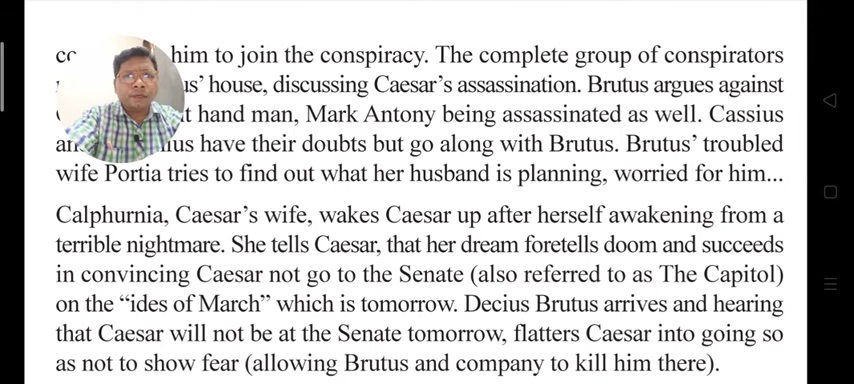 him to join the conspiracy. The complete group of conspirators
house, discussing Caesar's assassination. Brutus argues against
hand man, Mark Antony being assassinated as well. Cassius
have their doubts but go along with Brutus. Brutus' troubled
wife Portia tries to find out what her husband is planning, worried for him...
Calphurnia, Caesar's wife, wakes Caesar up after herself awakening from a
terrible nightmare. She tells Caesar, that her dream foretells doom and succeeds
in convincing Caesar not go to the Senate (also referred to as The Capitol)
on the “ides of March” which is tomorrow. Decius Brutus arrives and hearing
that Caesar will not be at the Senate tomorrow, flatters Caesar into going so
as not to show fear (allowing Brutus and company to kill him there).